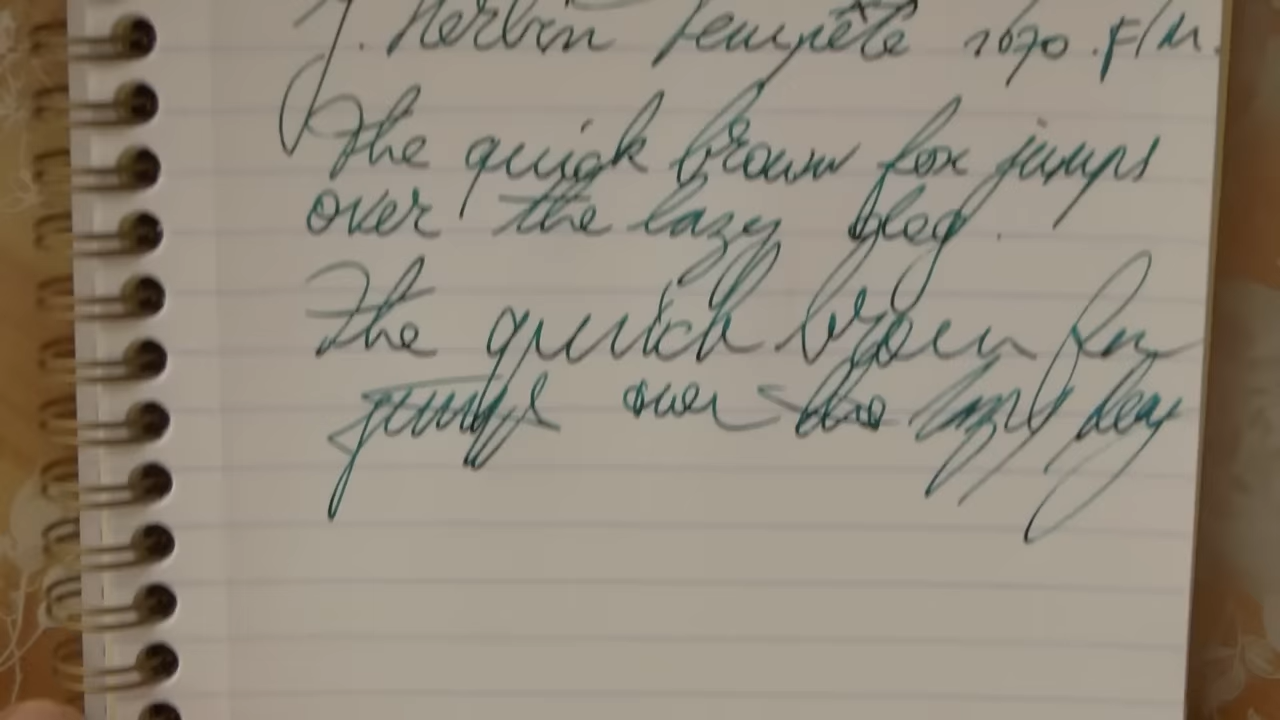 J. Herbin Tempête 1670 F/M.
The quick brown fox jumps
over the lazy
The quick brown fox
jumps over the lazy dog